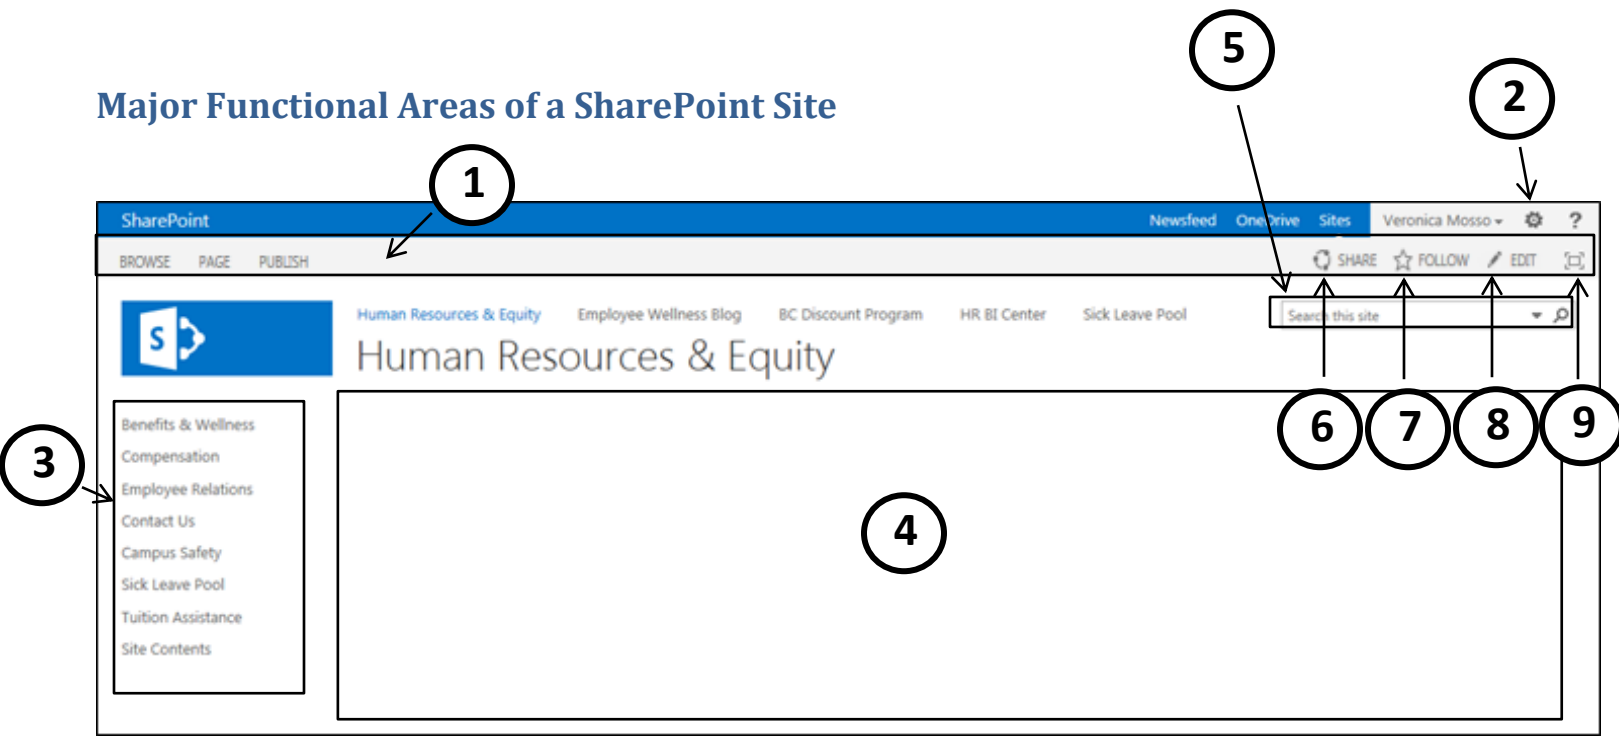 5
2
Major Functional Areas of a SharePoint Site
1
SharePoint Newsfeed OneDrive Sites Veronica Mosso ?
BROWSE PAGE PUBLISH SHARE FOLLOW EDIT
Human Resources & Equity Employee Wellness Blog BC Discount Program HR BI Center Sick Leave Pool Search this site
S
Human Resources & Equity
6 7 8 9
Benefits & Wellness
Compensation
3
Employee Relations
Contact Us
4
Campus Safety
Sick Leave Pool
Tuition Assistance
Site Contents